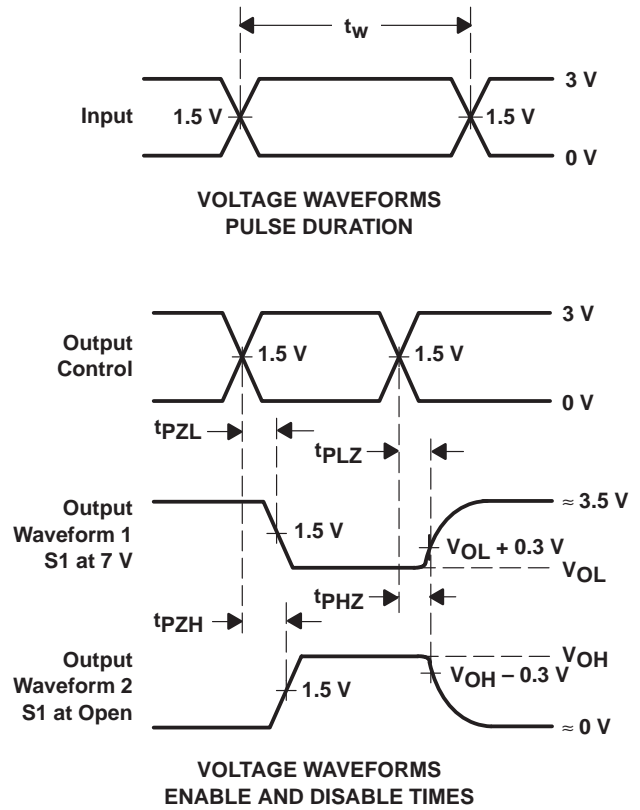 tw
3 V
Input
1.5 V
1.5 V
0 V
VOLTAGE WAVEFORMS
PULSE DURATION
3 V
Output
Control
1.5 V
1.5 V
0 V
tPZL
tPLZ
Output
Waveform 1
S1 at 7 V
1.5 V
≈ 3.5 V
VOL + 0.3 V
VOL
tPZH
tPHZ
Output
Waveform 2
S1 at Open
1.5 V
VOH
VOH – 0.3 V
≈ 0 V
VOLTAGE WAVEFORMS
ENABLE AND DISABLE TIMES